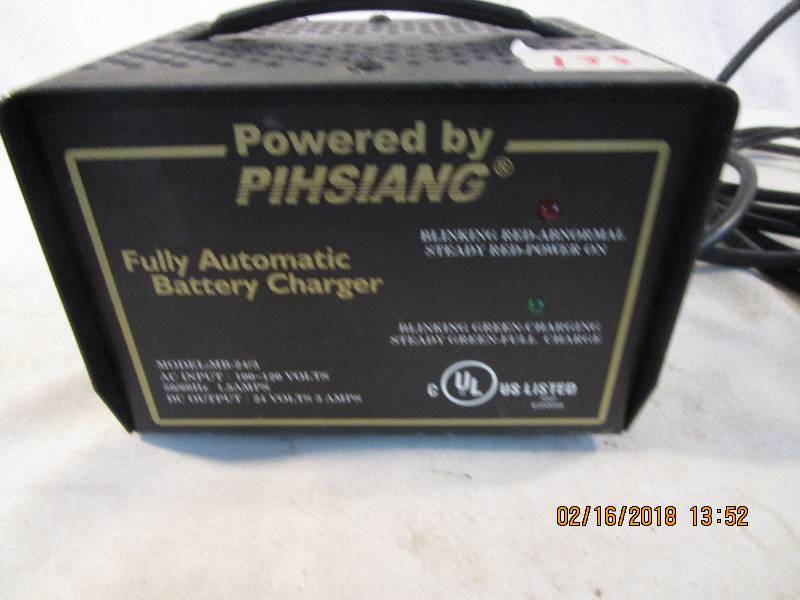 Powered by
PIHSIANG®
BLINKING RED-ABNORMAL
STEADY RED-POWER ON
Fully Automatic
Battery Charger
BLINKING GREEN-CHARGING
STEADY GREEN-FULL CHARGE
AC INPUT : 100~120 VOLTS
DC OUTPUT : 24 VOLTS 3 AMPS
C UL US LISTED
02/16/2018 13:52